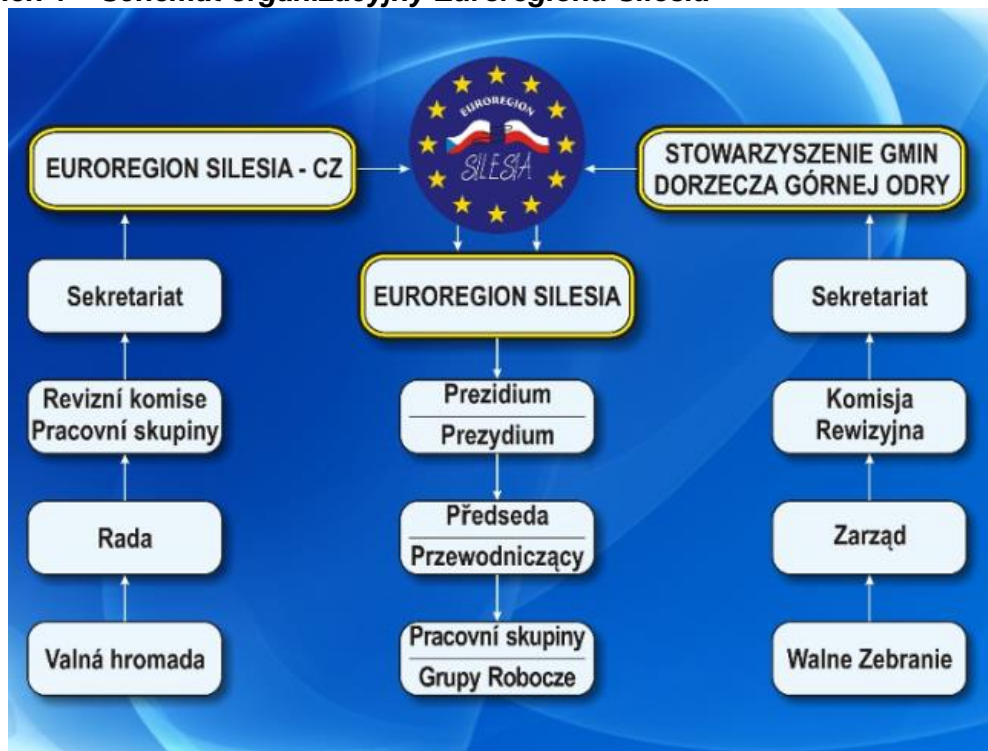 Schemat organizacyjny Euroregionu Silesia
EUROREGION
SILESIA
EUROREGION SILESIA - CZ
STOWARZYSZENIE GMIN
DORZECZA GÓRNEJ ODRY
Sekretariat
EUROREGION SILESIA
Sekretariat
Revizní komise
Pracovní skupiny
Prezidium
Prezydium
Komisja
Rewizyjna
Rada
Předseda
Przewodniczący
Zarząd
Valná hromada
Pracovní skupiny
Grupy Robocze
Walne Zebranie